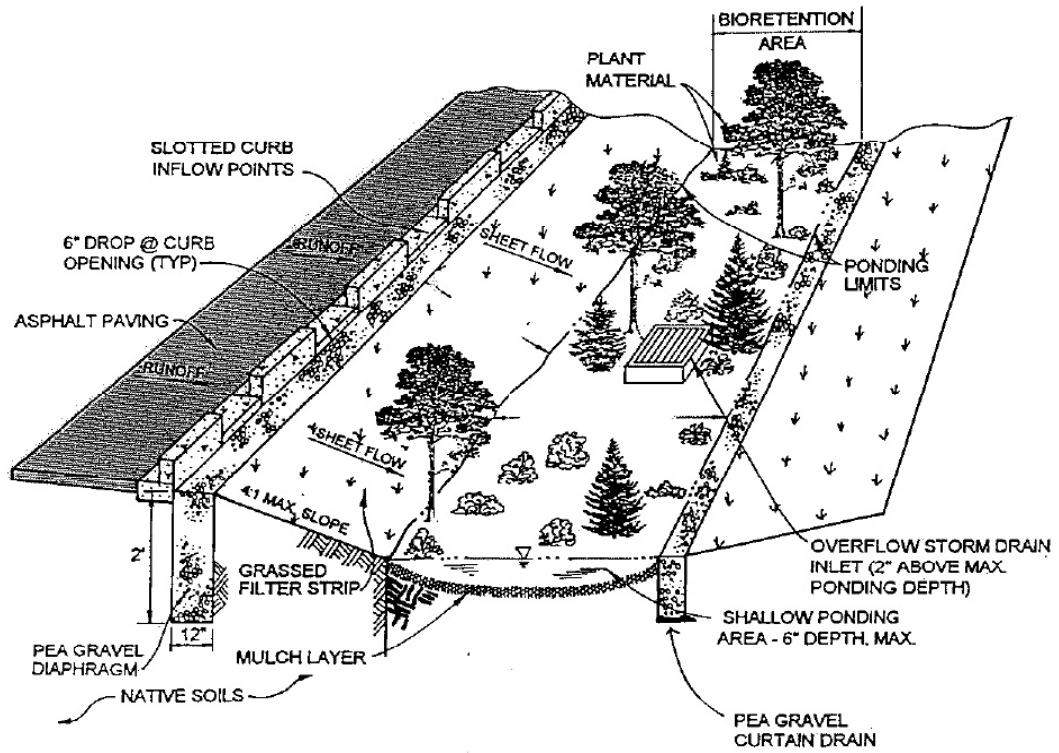 BIORETENTION
AREA
PLANT
MATERIAL
SLOTTED CURB
INFLOW POINTS
RUNOFF
SHEET FLOW
6" DROP @ CURB
OPENING (TYP)
PONDING
LIMITS
ASPHALT PAVING
RUNOFF
SHEET FLOW
4:1 MAX. SLOPE
2'
GRASSED
FILTER STRIP
OVERFLOW STORM DRAIN
INLET (2" ABOVE MAX.
PONDING DEPTH)
SHALLOW PONDING
AREA - 6" DEPTH. MAX.
12"
PEA GRAVEL
DIAPHRAGM
MULCH LAYER
NATIVE SOILS
PEA GRAVEL
CURTAIN DRAIN